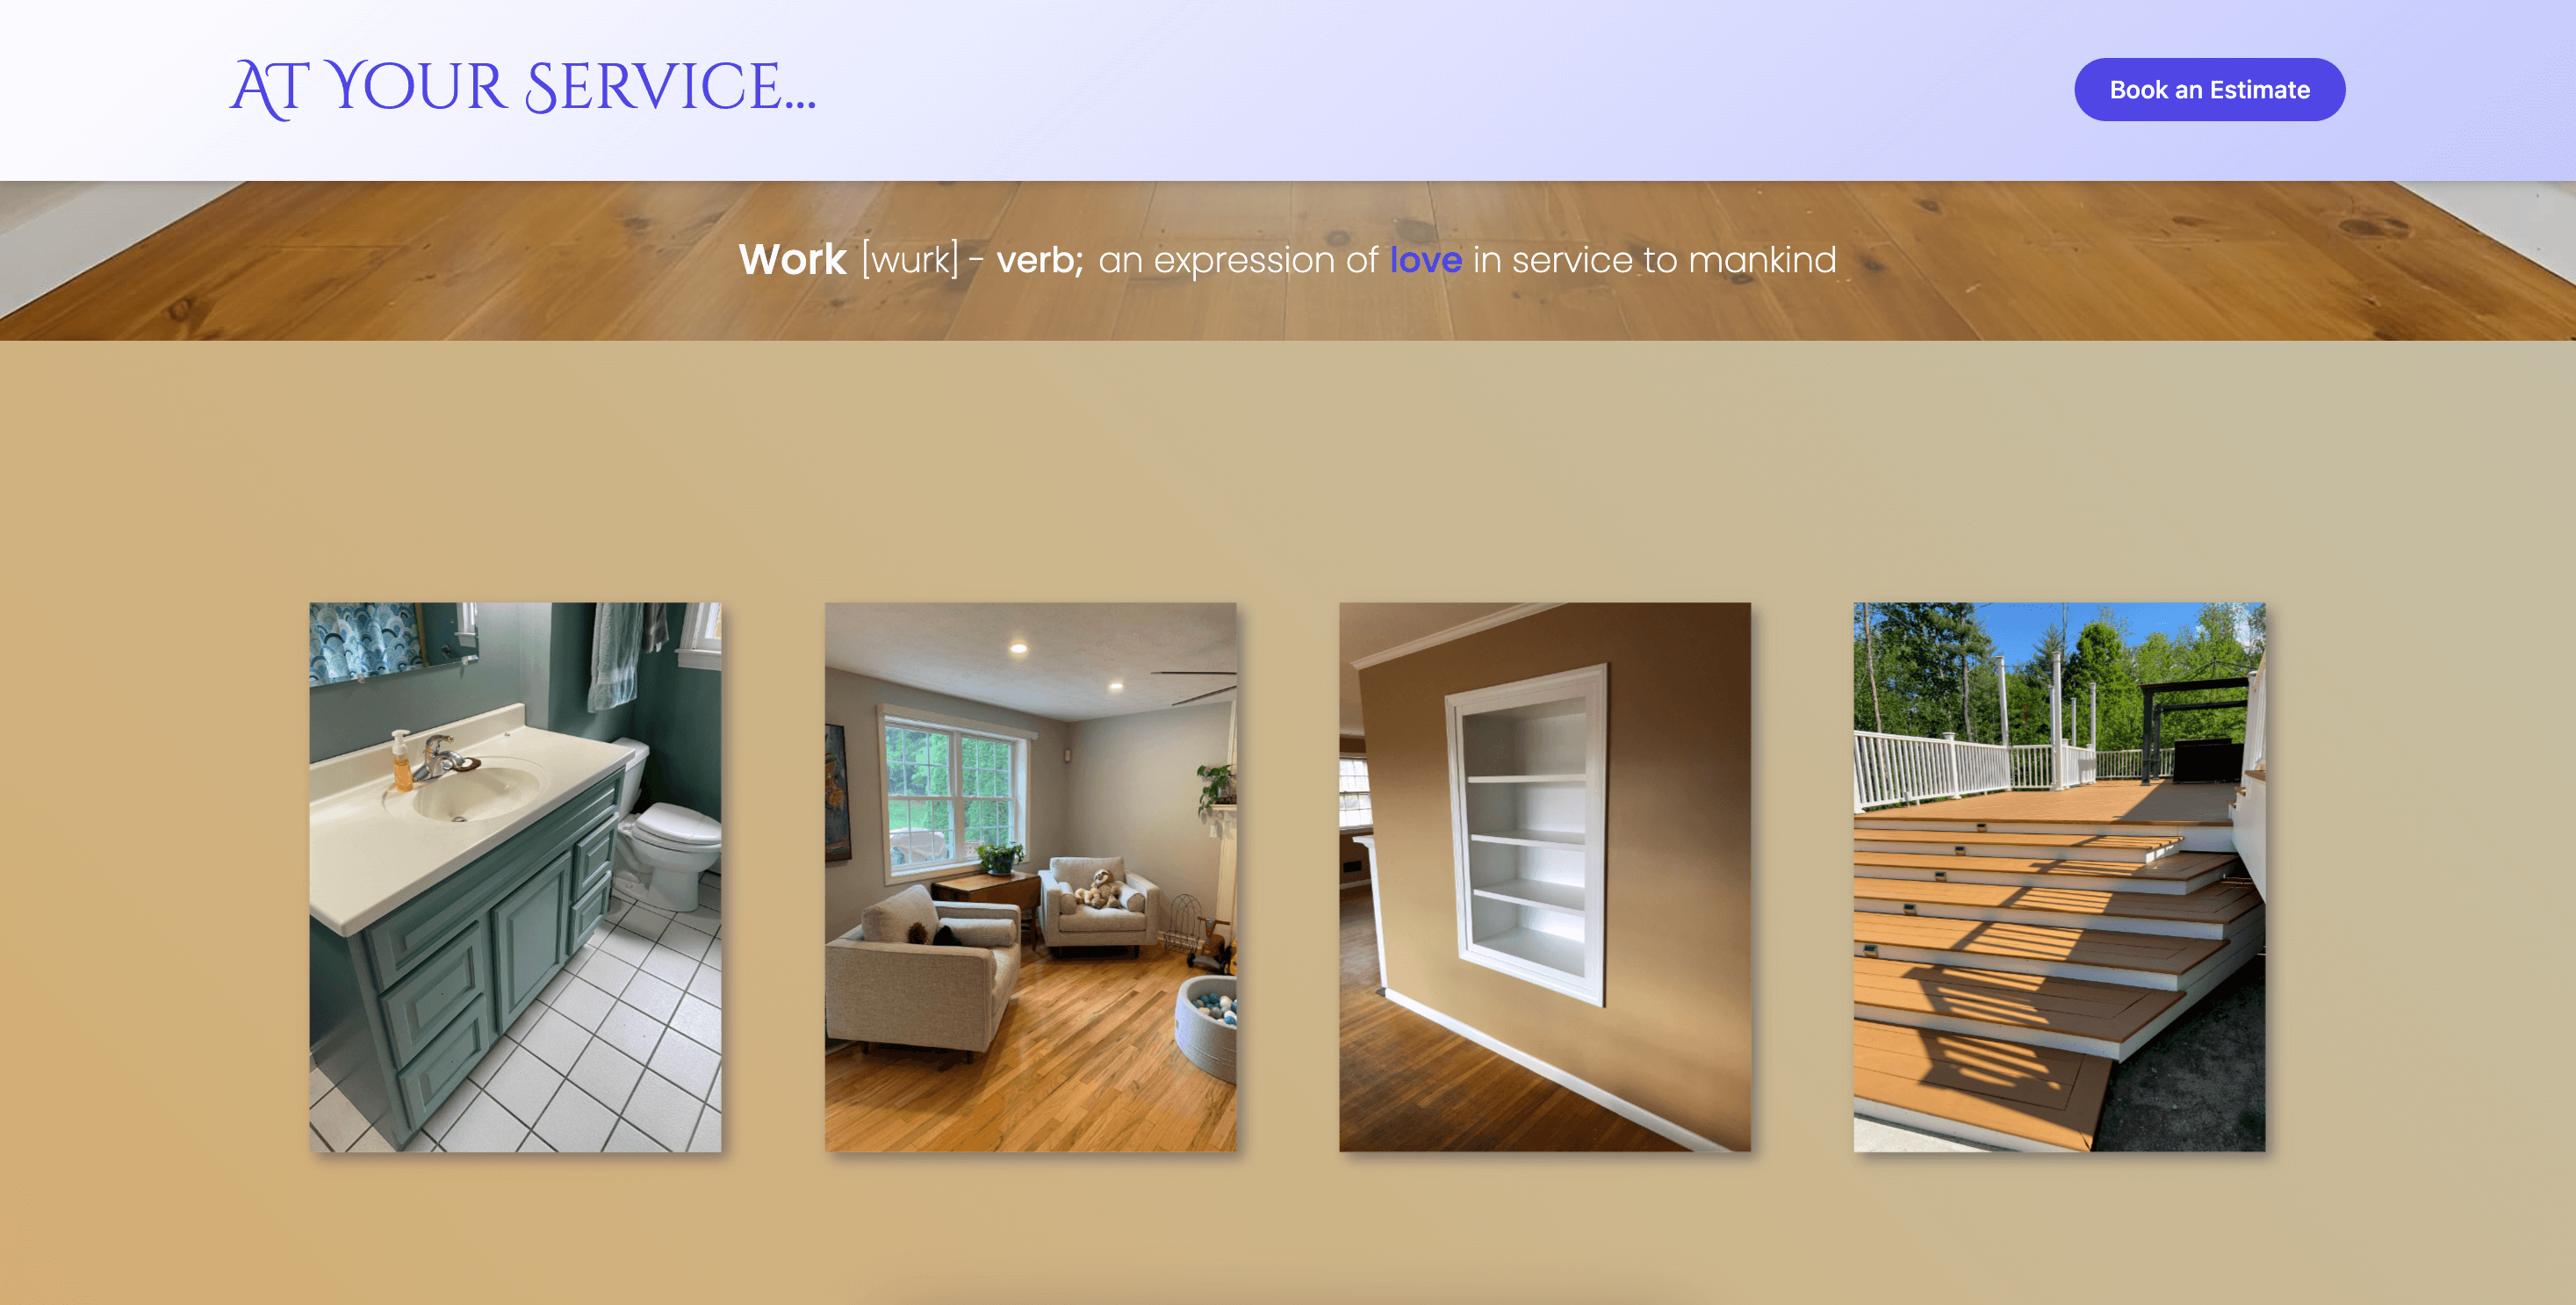 At Your Service...
Book an Estimate
Work [wurk] - verb; an expression of love in service to mankind